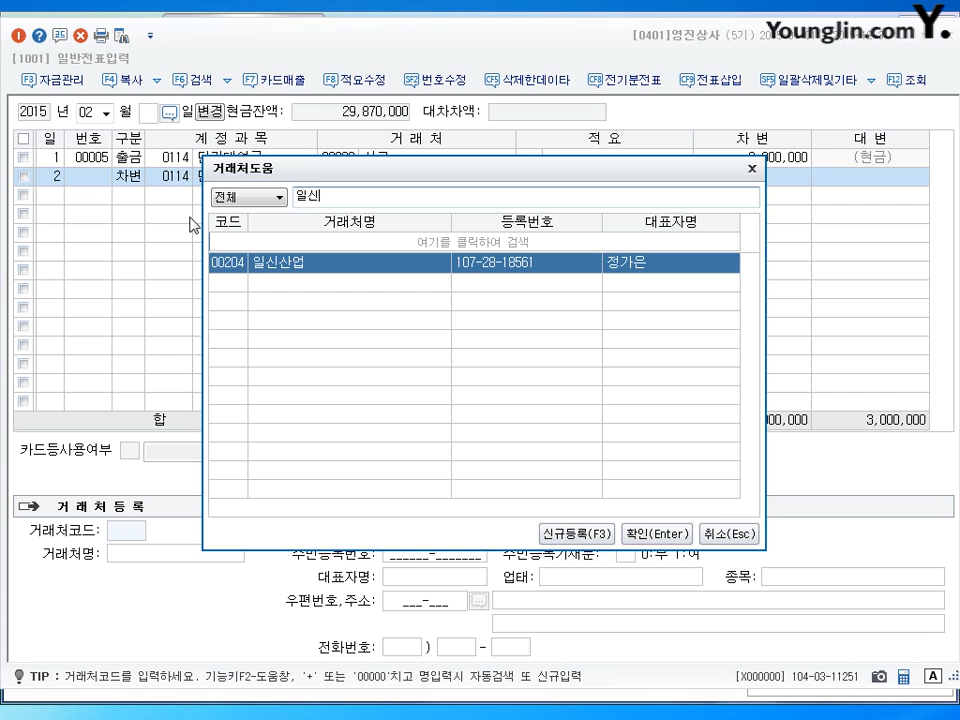 Younglin.com Y.
[0401]영진상사 (5기)
[1001] 일반전표입력
F3 자금관리 F4 복사 F6 검색 F7 카드매출 F8 적요수정 SF2 번호수정 CF5 삭제한데이타 CF8 전기분전표 CF9 전표삽입 SF5 일괄삭제및기타 F12 조회
2015 년 02 월 일 변경 현금잔액: 29,870,000 대차차액:
일 번호 구분 계 정 과 목 거 래 처 적 요 차 변 대 변
1 00005 출금 0114 (현금)
2 차변 0114
거래처도움 x
전체 일신
코드 거래처명 등록번호 대표자명
여기를 클릭하여 검색
00204 일신산업 107-28-18561 정가은
합 3,000,000
카드등사용여부
신규등록(F3) 확인(Enter) 취소(Esc)
거 래 처 등 록
거래처코드:
거래처명: 주민등록번호: ______-_______ 주민등록기재분: 0:부 1:여
대표자명: 업태: 종목:
우편번호,주소: ___-___
전화번호: ) -
TIP : 거래처코드를 입력하세요. 기능키F2-도움창, '+' 또는 '00000'치고 명입력시 자동검색 또 신규입력 [X000000] 104-03-11251 A